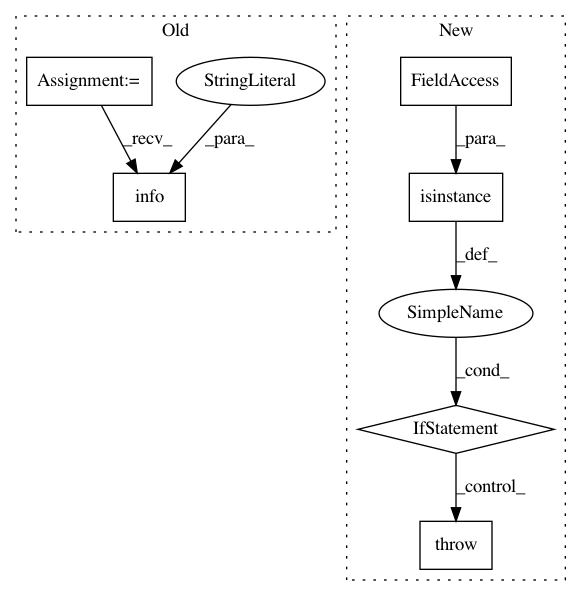 Old
New
Assignment:=
StringLiteral
FieldAccess
_recv_
_para_
_para_
info
isinstance
_def_
SimpleName
_cond_
IfStatement
_control_
throw